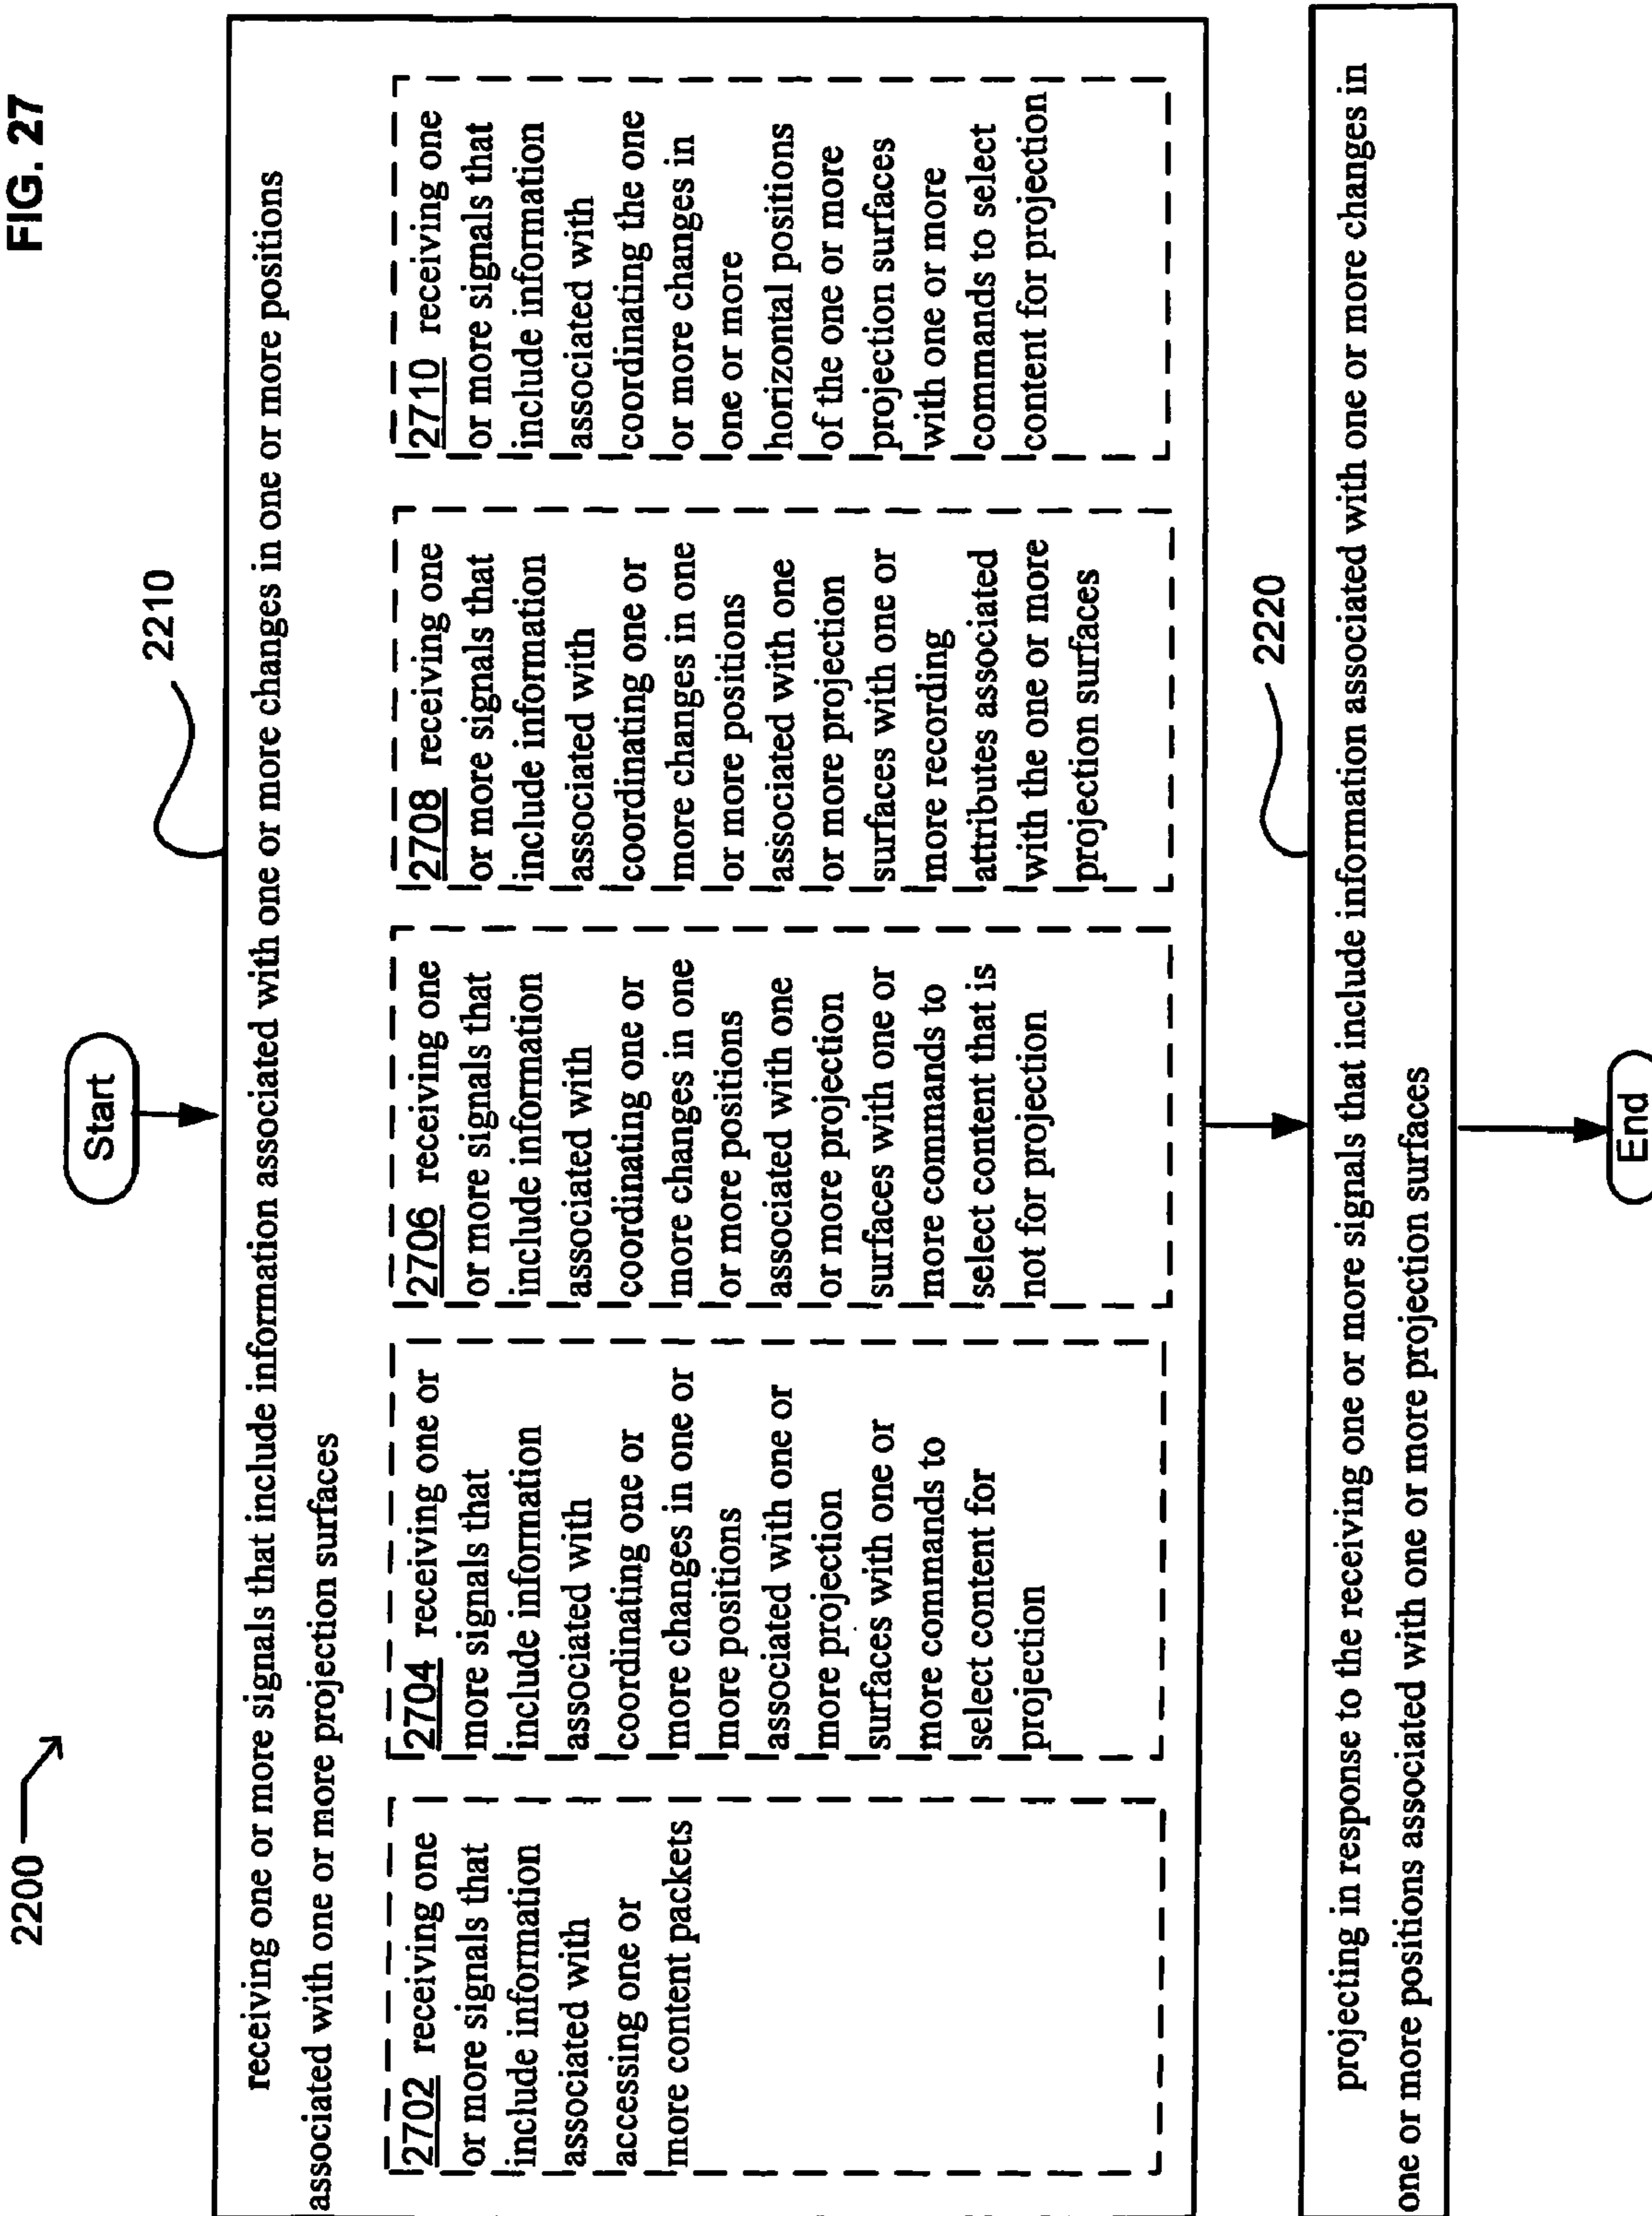 FIG. 27
2200
Start
2210
receiving one or more signals that include information associated with one or more changes in one or more positions
associated with one or more projection surfaces
2702 receiving one
or more signals that
include information
associated with
accessing one or
more content packets
2704 receiving one or
more signals that
include information
associated with
coordinating one or
more changes in one or
more positions
associated with one or
more projection
surfaces with one or
more commands to
select content for
projection
2706 receiving one
or more signals that
include information
associated with
coordinating one or
more changes in one
or more positions
associated with one
or more projection
surfaces with one or
more commands to
select content that is
not for projection
2708 receiving one
or more signals that
include information
associated with
coordinating one or
more changes in one
or more positions
associated with one
or more projection
surfaces with one or
more recording
attributes associated
with the one or more
projection surfaces
2710 receiving one
or more signals that
include information
associated with
coordinating the one
or more changes in
one or more
horizontal positions
of the one or more
projection surfaces
with one or more
commands to select
content for projection
2220
projecting in response to the receiving one or more signals that include information associated with one or more changes in
one or more positions associated with one or more projection surfaces
End